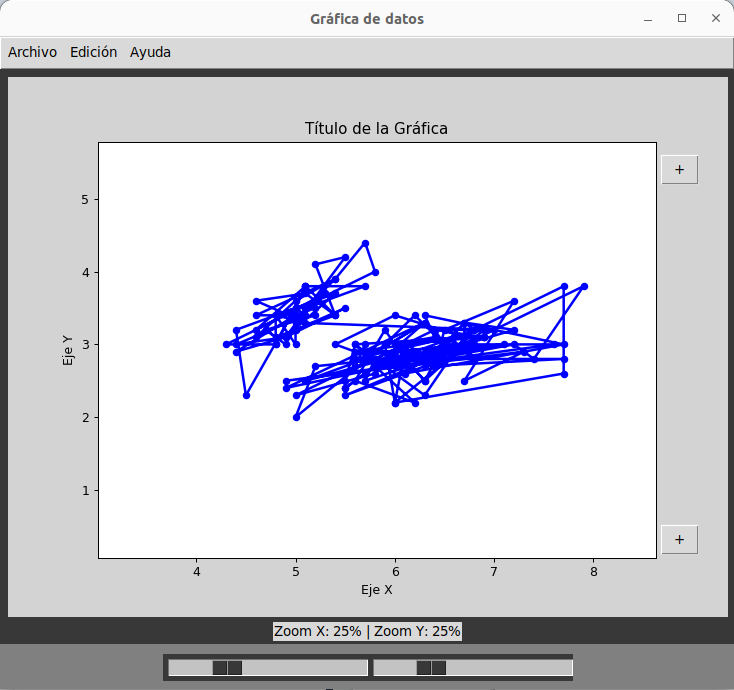 Gráfica de datos
Archivo Edición Ayuda
Título de la Gráfica
+
5
4
3
2
1
Eje Y
+
4 5 6 7 8
Eje X
Zoom X: 25% | Zoom Y: 25%